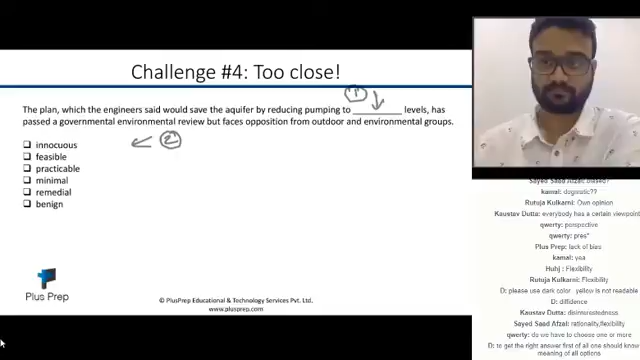 Challenge #4: Too close!
(1)
The plan, which the engineers said would save the aquifer by reducing pumping to ________ levels, has
passed a governmental environmental review but faces opposition from outdoor and environmental groups.
innocuous
feasible
practicable
minimal
remedial
benign
(2)
Plus Prep
© PlusPrep Educational & Technology Services Pvt. Ltd.
www.plusprep.com
Sayed Saad Afzal: biased?
kamal: dogmatic??
Rutuja Kulkarni: Own opinion
Kaustav Dutta: everybody has a certain viewpoint
qwerty: perspective
qwerty: pres*
Plus Prep: lack of bias
kamal: yea
Huhj: Flexibility
Rutuja Kulkarni: Flexibility
D: please use dark color yellow is not readable
D: diffidence
Kaustav Dutta: disinterestedness
Sayed Saad Afzal: rationality,flexibility
qwerty: do we have to choose one or more
D: to get the right answer first of all one should know
meaning of all options